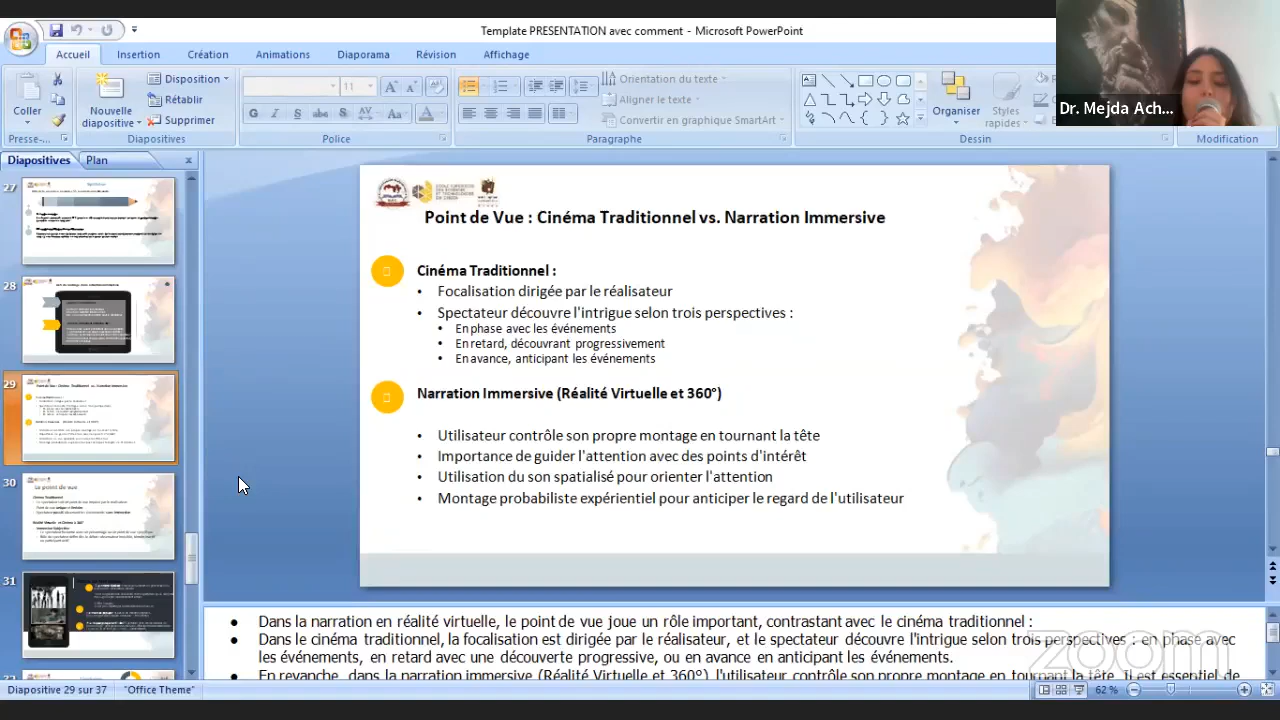 Template PRESENTATION avec comment - Microsoft PowerPoint
Accueil
Insertion
Création
Animations
Diaporama
Révision
Affichage
Coller
Nouvelle
diapositive
Disposition
Rétablir
Supprimer
Orientation du texte
Aligner le texte
Convertir en graphique SmartArt
Organiser
Styles
rapides
Presse-...
Diapositives
Police
Paragraphe
Dessin
Modification
Dr. Mejda Ach...
Diapositives
Plan
27
28
29
30
Le point de vue
31
Point de Vue : Cinéma Traditionnel vs. Narration Immersive
Cinéma Traditionnel :
• Focalisation dirigée par le réalisateur
• Spectateur découvre l'intrigue selon trois perspectives :
• En phase avec les événements
• En retard, découvrant progressivement
• En avance, anticipant les événements
Narration Immersive (Réalité Virtuelle et 360°)
• Utilisateur contrôle son propre montage en tournant la tête
• Importance de guider l'attention avec des points d'intérêt
• Utilisation du son spatialisé pour orienter l'attention
• Montage probabiliste expérientiel pour anticiper le regard de l'utilisateur
● Dans la narration en réalité virtuelle, le point de vue joue un rôle important, contrastant avec le cinéma traditionnel :
● Dans le cinéma traditionnel, la focalisation est dirigée par le réalisateur, et le spectateur découvre l'intrigue selon trois perspectives : en phase avec
les événements, en retard avec une découverte progressive, ou en avance en anticipant les événements.
● En revanche, dans la narration immersive (Réalité Virtuelle et 360°), l'utilisateur contrôle son propre montage en tournant la tête. Il est essentiel de
zoom
Diapositive 29 sur 37
"Office Theme"
62 %